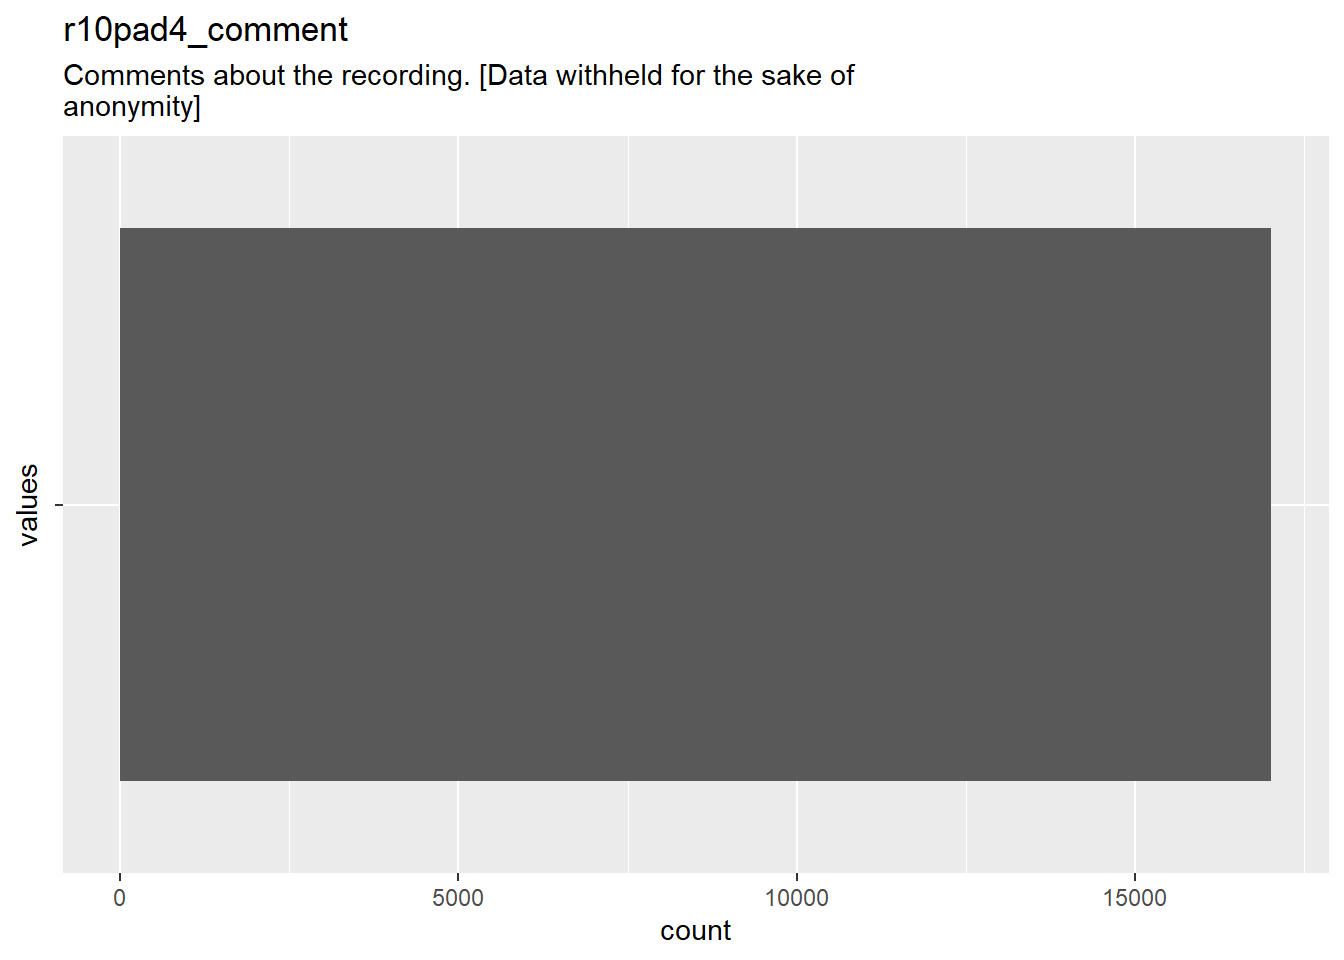 r10pad4_comment
Comments about the recording. [Data withheld for the sake of
anonymity]
values
0 5000 10000 15000
count